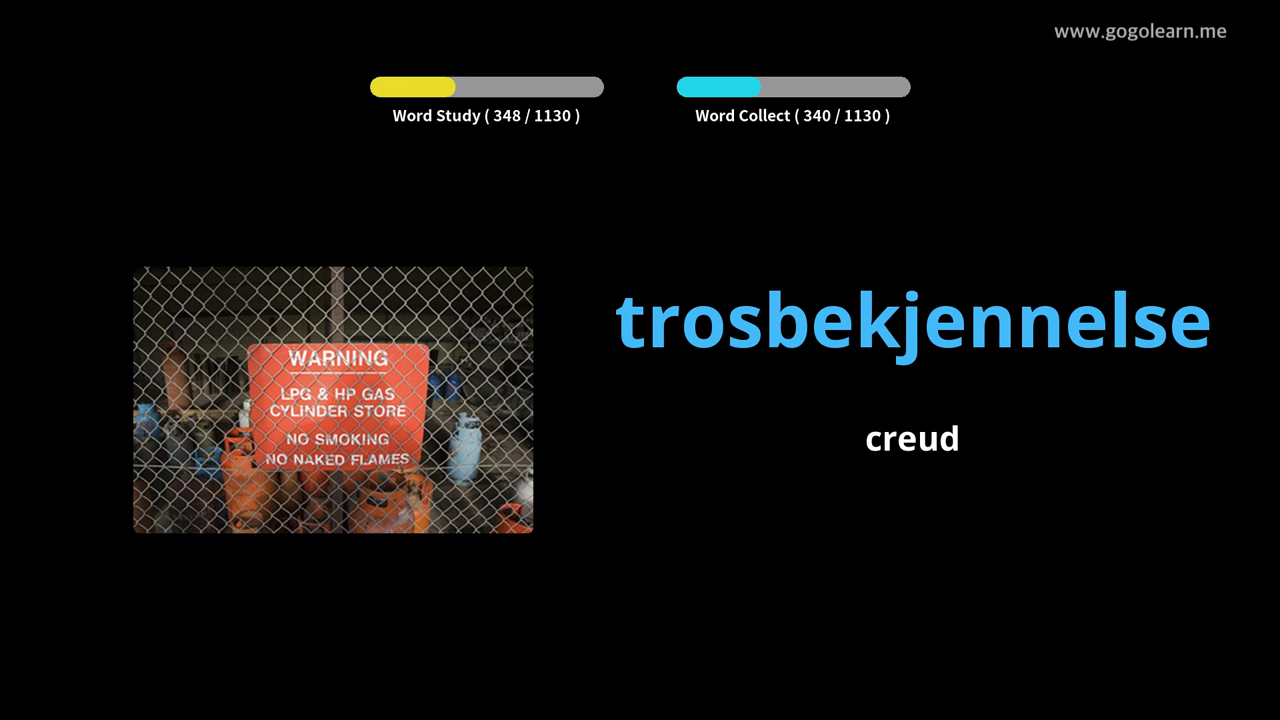 www.gogolearn.me
Word Study ( 348 / 1130 )
Word Collect ( 340 / 1130 )
WARNING
LPG & HP GAS
CYLINDER STORE
NO SMOKING
NO NAKED FLAMES
trosbekjennelse
creud